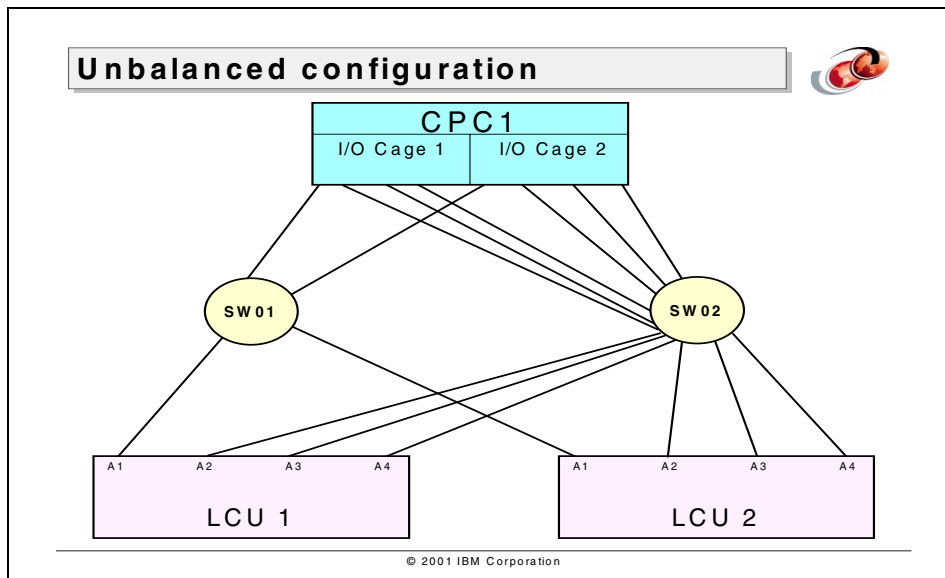 Unbalanced configuration
CPC1
I/O Cage 1 I/O Cage 2
SW01 SW02
A1 A2 A3 A4 A1 A2 A3 A4
LCU 1 LCU 2
© 2001 IBM Corporation